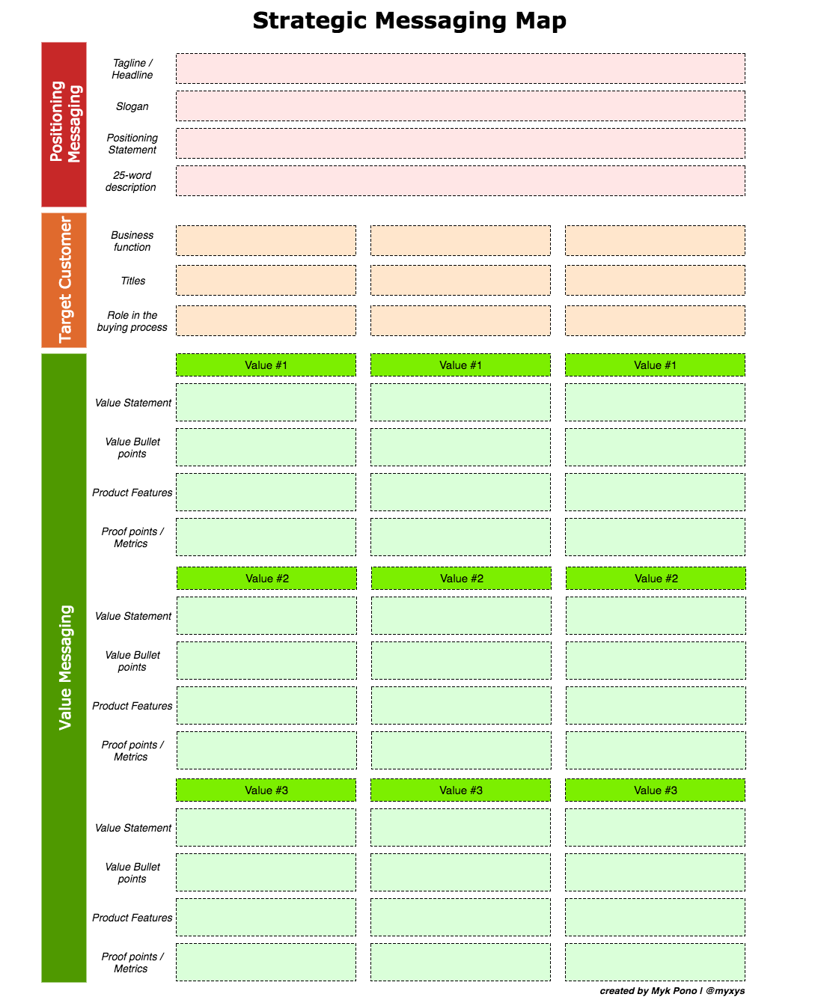 Strategic Messaging Map
Positioning
Messaging
Tagline /
Headline
Slogan
Positioning
Statement
25-word
description
Target Customer
Business
function
Titles
Role in the
buying process
Value Messaging
Value #1 Value #1 Value #1
Value Statement
Value Bullet
points
Product Features
Proof points /
Metrics
Value #2 Value #2 Value #2
Value Statement
Value Bullet
points
Product Features
Proof points /
Metrics
Value #3 Value #3 Value #3
Value Statement
Value Bullet
points
Product Features
Proof points /
Metrics
created by Myk Pono | @myxys